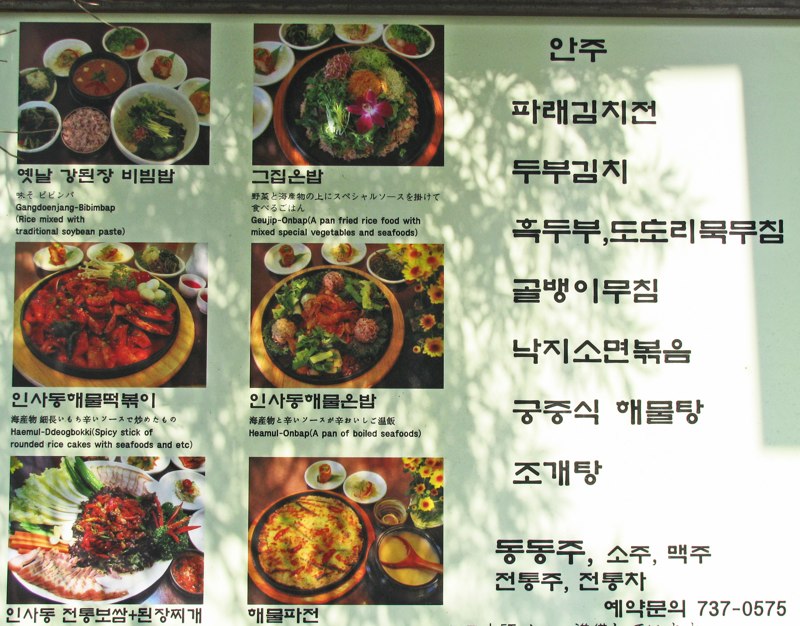 옛날 강된장 비빔밥
味そ ビビンバ
Gangdoenjang-Bibimbap
(Rice mixed with
traditional soybean paste)
그집온밥
野菜と海産物の上にスペシャルソースを掛けて
食べるごはん
Geujip-Onbap(A pan fried rice food with
mixed special vegetables and seafoods)
인사동해물떡볶이
海産物 細長いもち辛いソースで炒めたもの
Haemul-Ddeogbokki(Spicy stick of
rounded rice cakes with seafoods and etc)
인사동해물온밥
海産物と辛いソースが辛おいしご温飯
Heamul-Onbap(A pan of boiled seafoods)
인사동 전통보쌈+된장찌개
해물파전
안주
파래김치전
두부김치
흑두부,도토리묵무침
골뱅이무침
낙지소면볶음
궁중식 해물탕
조개탕
동동주, 소주, 맥주
전통주, 전통차
예약문의 737-0575